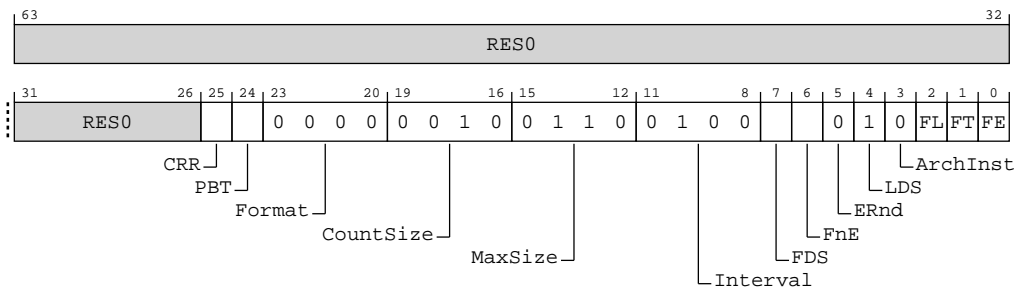 63 32
RES0
31 26 25 24 23 20 19 16 15 12 11 8 7 6 5 4 3 2 1 0
RES0 0 0 0 0 0 0 1 0 0 1 1 0 0 1 0 0 0 1 0 FL FT FE
CRR ArchInst
PBT LDS
Format ERnd
CountSize FnE
MaxSize FDS
Interval